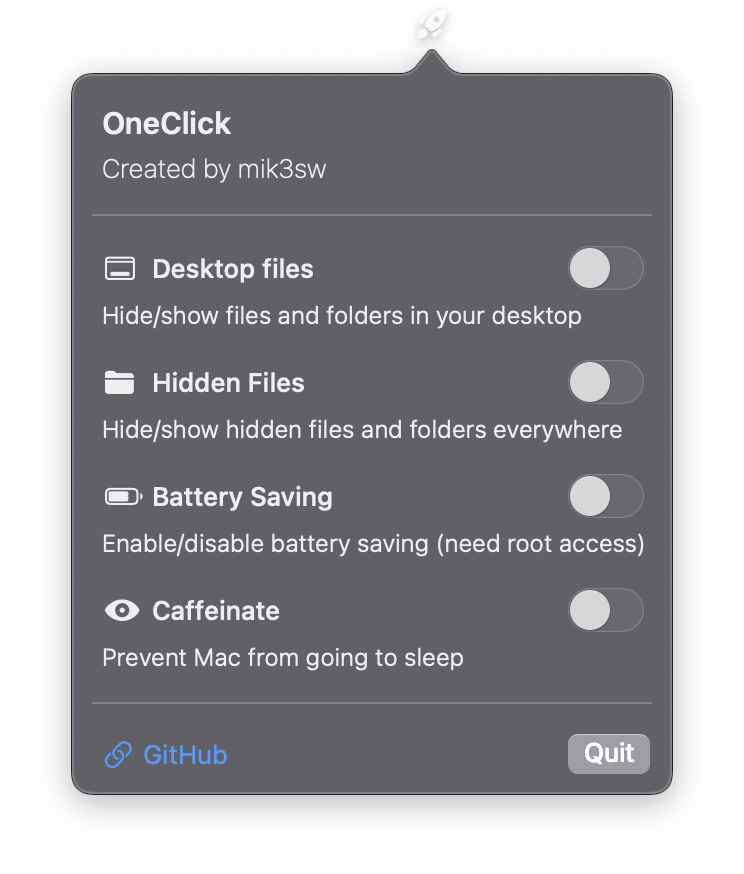 OneClick
Created by mik3sw
Desktop files
Hide/show files and folders in your desktop
Hidden Files
Hide/show hidden files and folders everywhere
Battery Saving
Enable/disable battery saving (need root access)
Caffeinate
Prevent Mac from going to sleep
GitHub
Quit